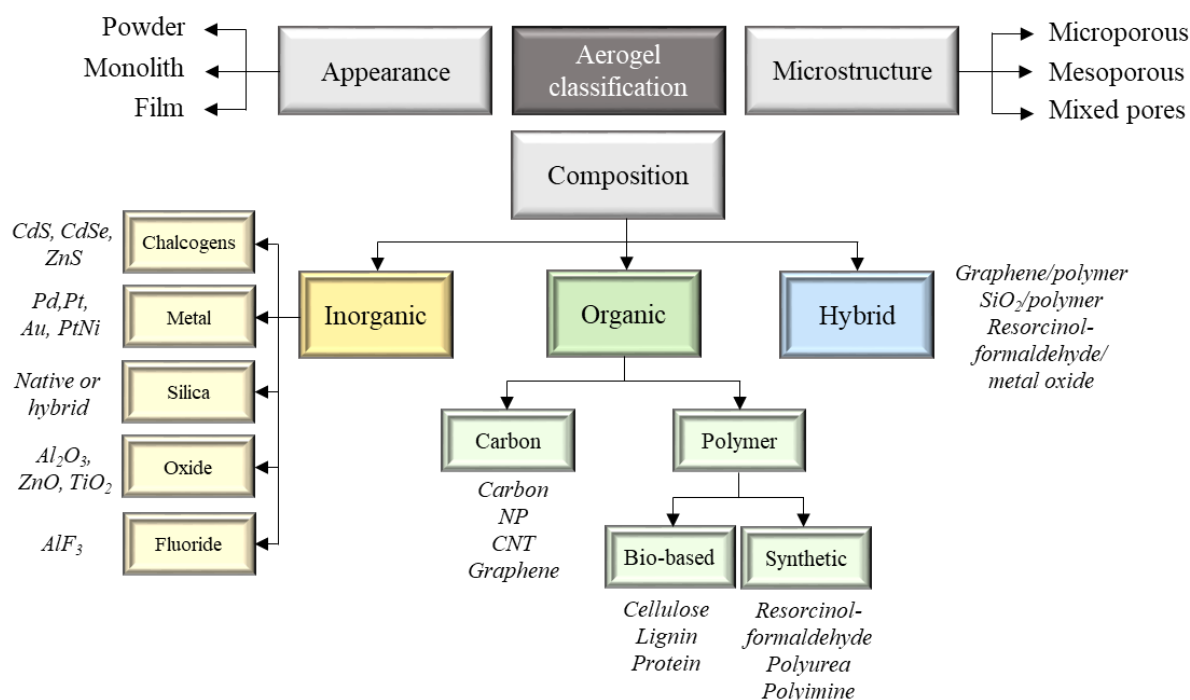 Powder
Monolith
Film
Appearance
Aerogel
classification
Microstructure
Microporous
Mesoporous
Mixed pores
Composition
CdS, CdSe,
ZnS
Chalcogens
Pd,Pt,
Au, PtNi
Metal
Native or
hybrid
Silica
Al₂O₃,
ZnO, TiO₂
Oxide
AlF₃
Fluoride
Inorganic
Organic
Hybrid
Graphene/polymer
SiO₂/polymer
Resorcinol-
formaldehyde/
metal oxide
Carbon
Carbon
NP
CNT
Graphene
Polymer
Bio-based
Cellulose
Lignin
Protein
Synthetic
Resorcinol-
formaldehyde
Polyurea
Polyimine